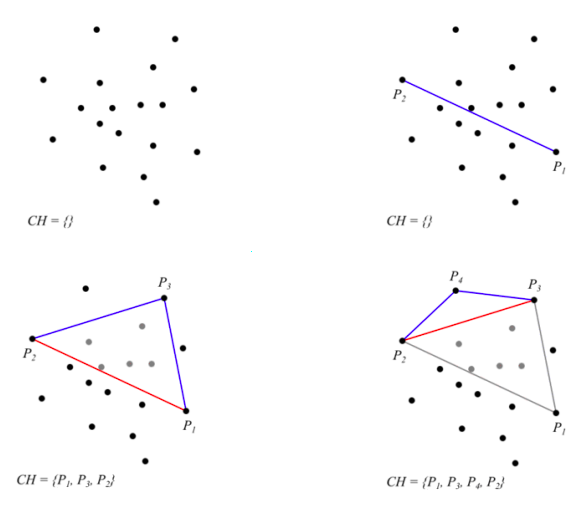 CH = {}
P₂
P₁
CH = {}
P₃
P₂
P₁
CH = {P₁, P₃, P₂}
P₄
P₃
P₂
P₁
CH = {P₁, P₃, P₄, P₂}